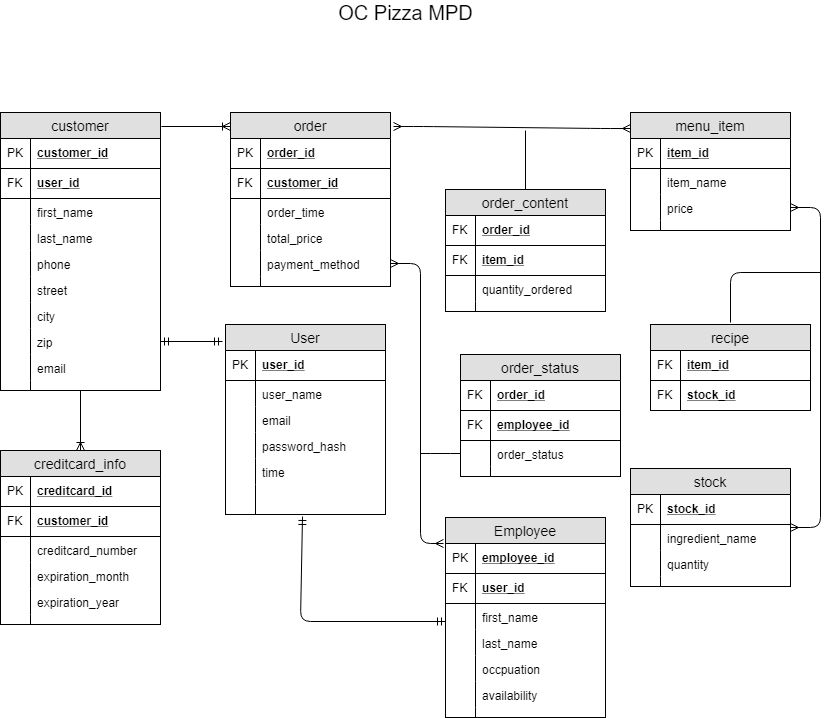 OC Pizza MPD
customer
PK customer_id
FK user_id
first_name
last_name
phone
street
city
zip
email
order
PK order_id
FK customer_id
order_time
total_price
payment_method
menu_item
PK item_id
item_name
price
order_content
FK order_id
FK item_id
quantity_ordered
User
PK user_id
user_name
email
password_hash
time
order_status
FK order_id
FK employee_id
order_status
recipe
FK item_id
FK stock_id
creditcard_info
PK creditcard_id
FK customer_id
creditcard_number
expiration_month
expiration_year
stock
PK stock_id
ingredient_name
quantity
Employee
PK employee_id
FK user_id
first_name
last_name
occpuation
availability